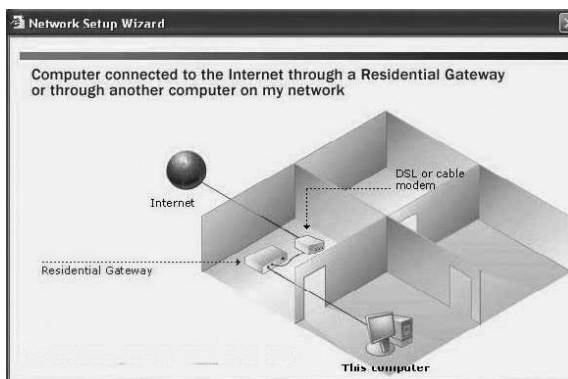 Network Setup Wizard
Computer connected to the Internet through a Residential Gateway
or through another computer on my network
DSL or cable
modem
Internet
Residential Gateway
This computer